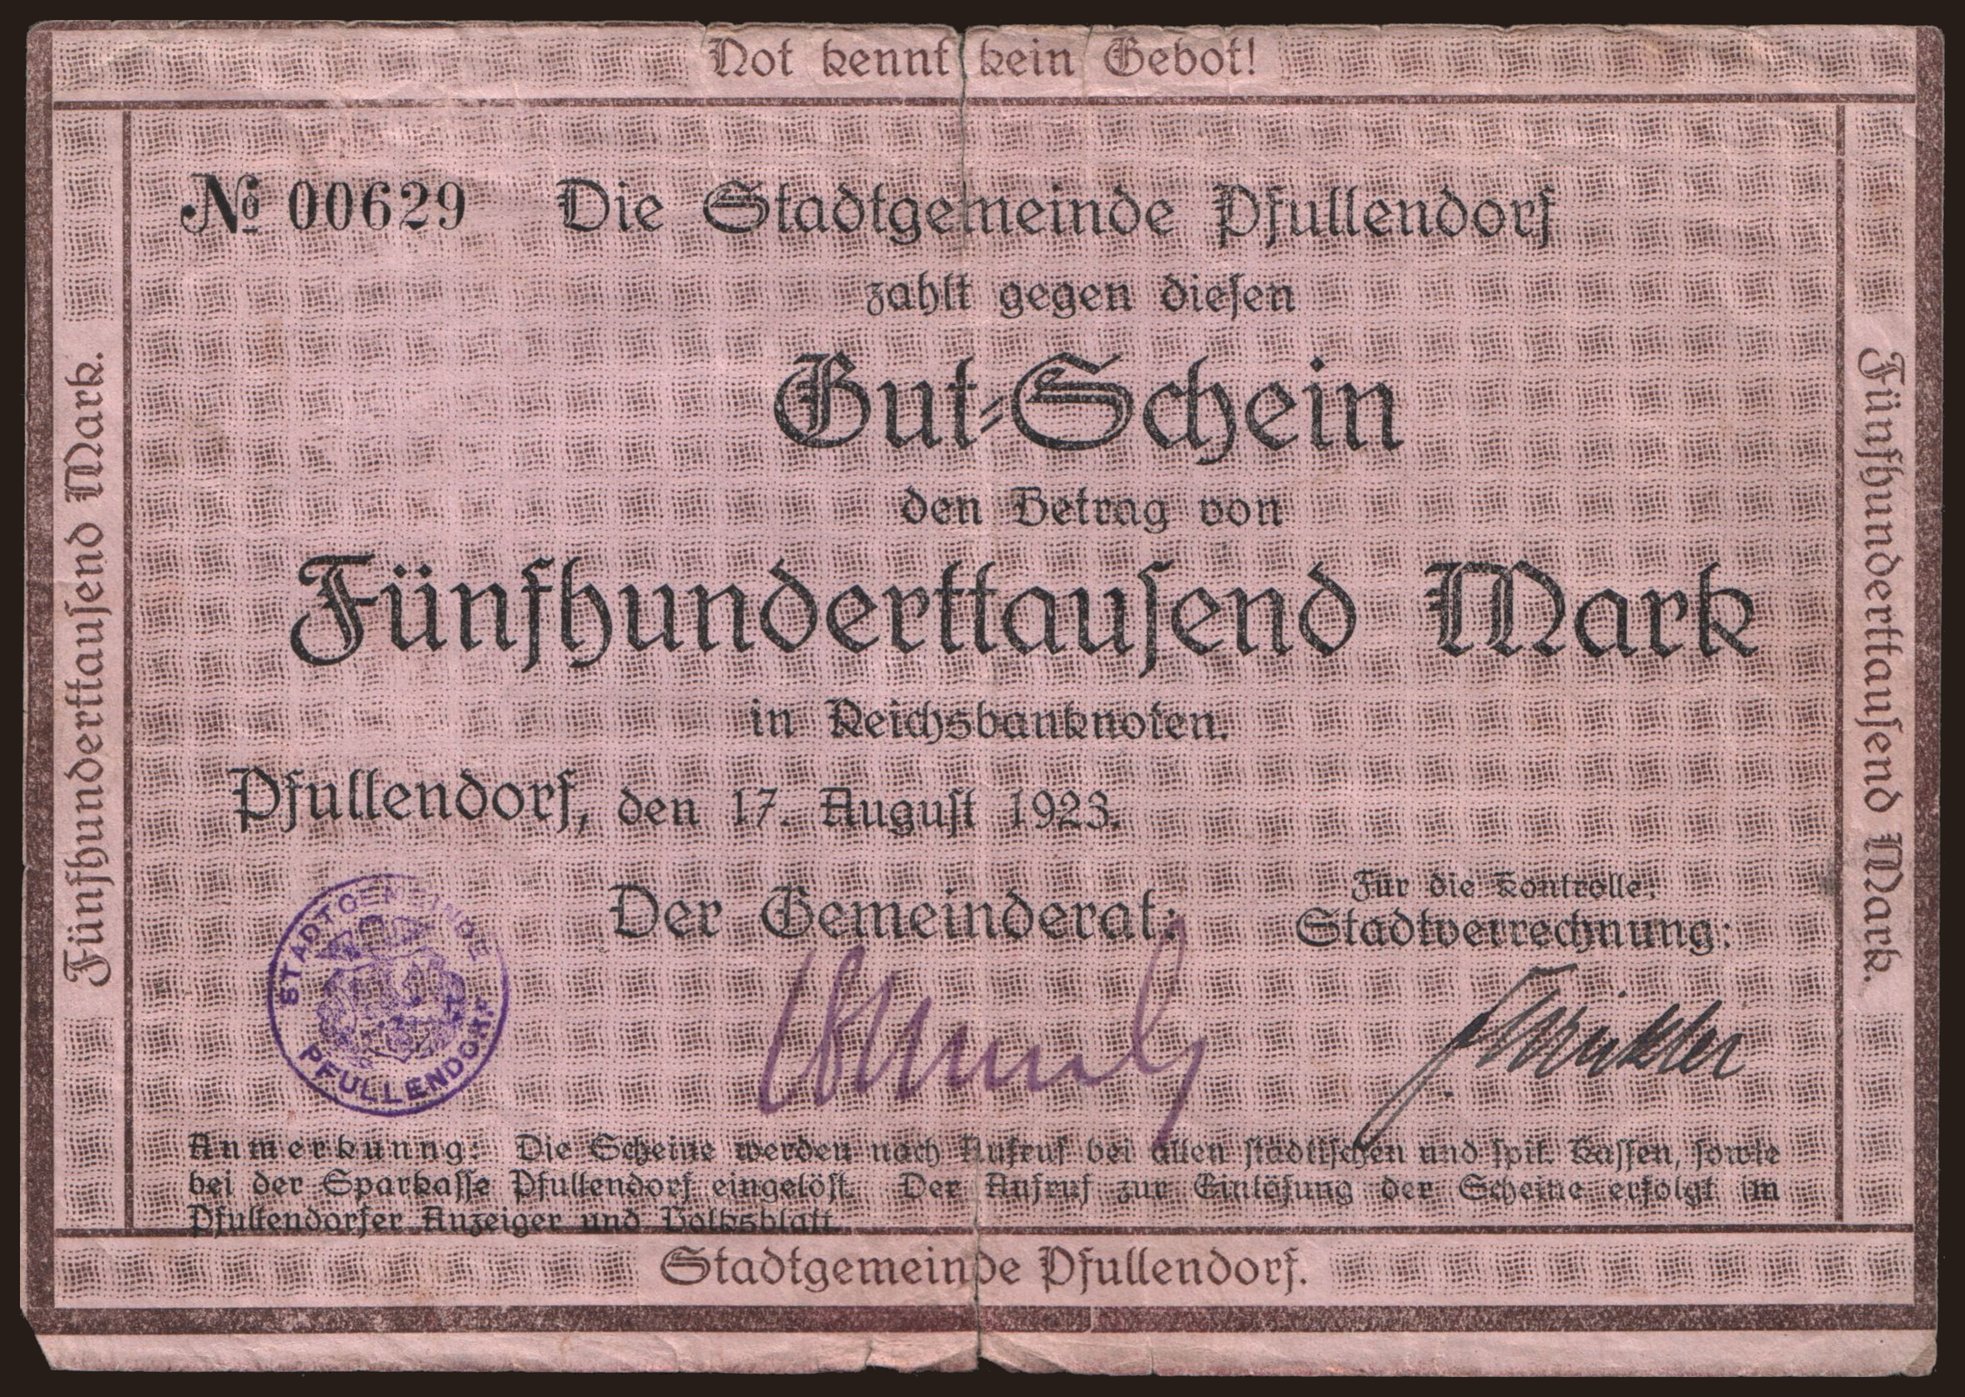 Not kennt kein Gebot!
№ 00629 Die Stadtgemeinde Pfullendorf
zahlt gegen diesen
Gut-Schein
den Betrag von
Fünfhunderttausend Mark
in Reichsbanknoten.
Pfullendorf, den 17. August 1923.
Der Gemeinderat:
Für die Kontrolle:
Stadtverrechnung:
STADTGEMEINDE PFULLENDORF
Winkler
Anmerkunng: Die Scheine werden nach Aufruf bei allen städtischen und spit. Kassen, sowie
bei der Sparkasse Pfullendorf eingelöst. Der Aufruf zur Einlösung der Scheine erfolgt im
Pfullendorfer Anzeiger und Volksblatt.
Stadtgemeinde Pfullendorf.
Fünfhunderttausend Mark.
Fünfhunderttausend Mark.